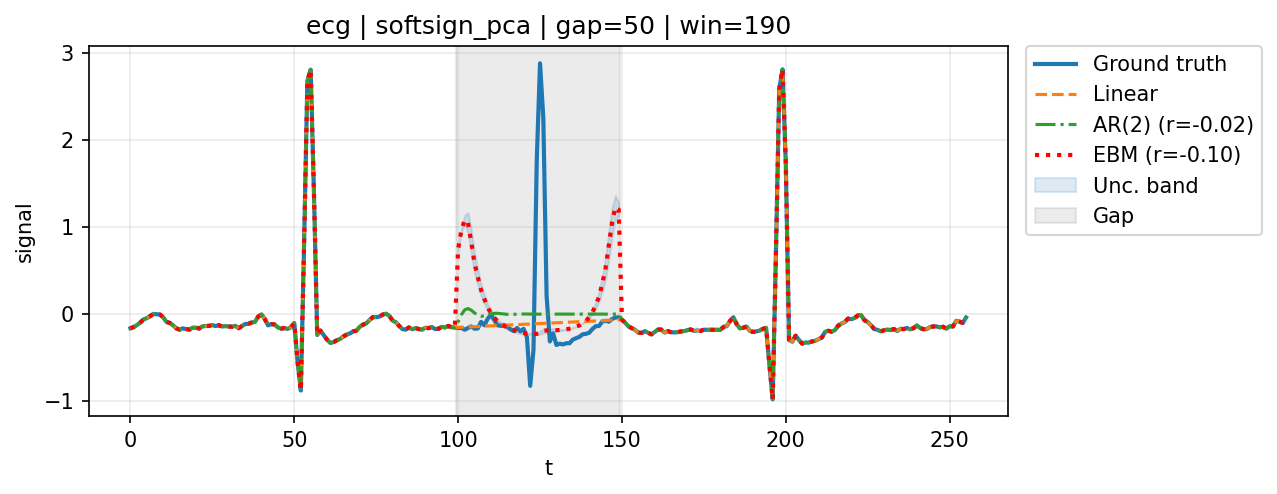 ecg | softsign_pca | gap=50 | win=190
signal
3
2
1
0
−1
0
50
100
150
200
250
t
Ground truth
Linear
AR(2) (r=-0.02)
EBM (r=-0.10)
Unc. band
Gap